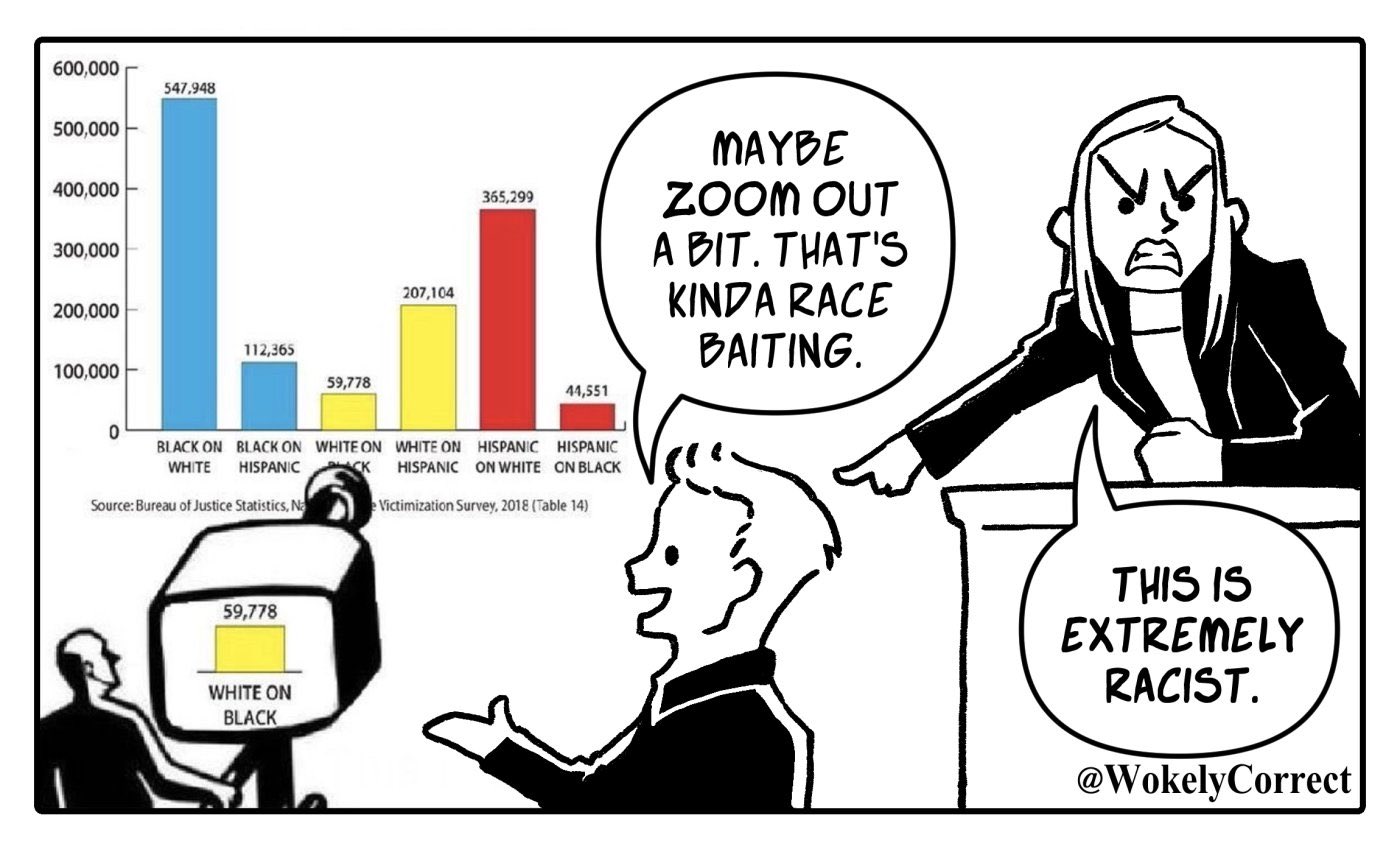 600,000
500,000
400,000
300,000
200,000
100,000
0
547,948
112,365
59,778
207,104
365,299
44,551
BLACK ON
WHITE
BLACK ON
HISPANIC
WHITE ON
WHITE ON
HISPANIC
HISPANIC
ON WHITE
HISPANIC
ON BLACK
Source: Bureau of Justice Statistics, Victimization Survey, 2018 (Table 14)
59,778
WHITE ON
BLACK
MAYBE
ZOOM OUT
A BIT. THAT'S
KINDA RACE
BAITING.
THIS IS
EXTREMELY
RACIST.
@WokelyCorrect